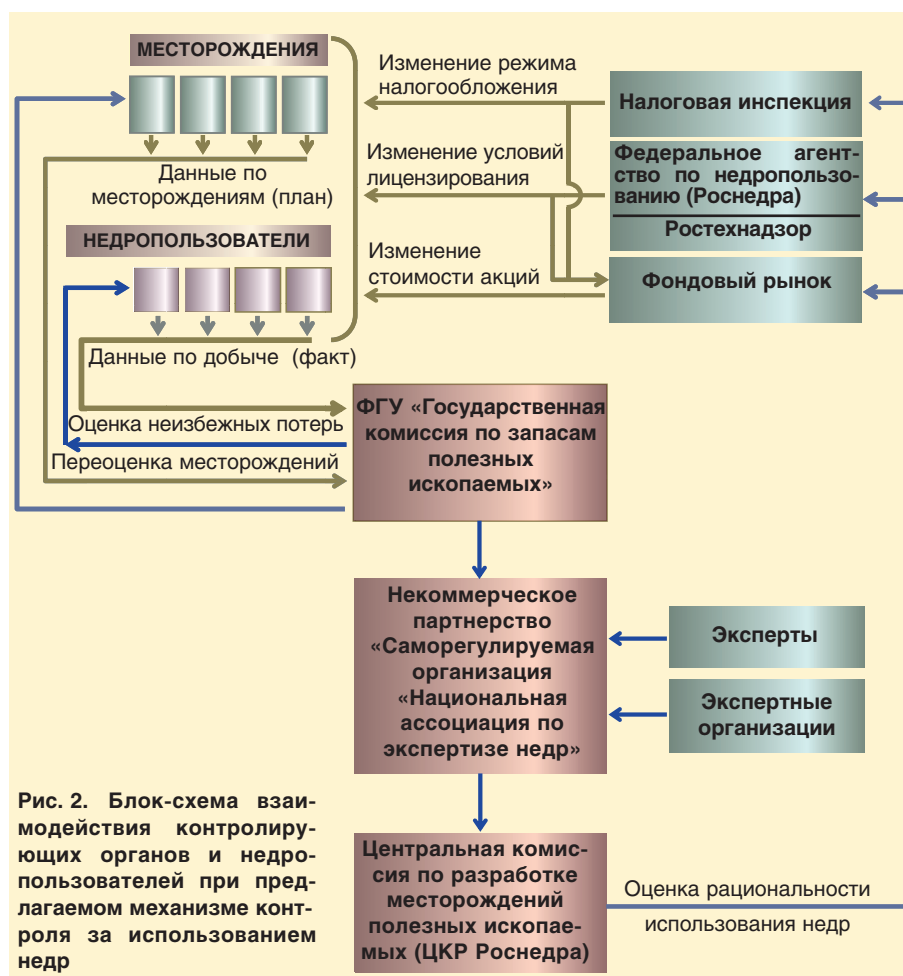 МЕСТОРОЖДЕНИЯ
Данные по
месторождениям (план)
НЕДРОПОЛЬЗОВАТЕЛИ
Данные по добыче (факт)
Изменение режима
налогообложения
Изменение условий
лицензирования
Изменение
стоимости акций
Налоговая инспекция
Федеральное агент-
ство по недропользо-
ванию (Роснедра)
Ростехнадзор
Фондовый рынок
Оценка неизбежных потерь
Переоценка месторождений
ФГУ «Государственная
комиссия по запасам
полезных
ископаемых»
Некоммерческое
партнерство
«Саморегулируемая
организация
«Национальная
ассоциация по
экспертизе недр»
Эксперты
Экспертные
организации
Центральная комис-
сия по разработке
месторождений
полезных ископае-
мых (ЦКР Роснедра)
Оценка рациональности
использования недр
Рис. 2. Блок-схема взаи-
модействия контролиру-
ющих органов и недро-
пользователей при пред-
лагаемом механизме конт-
роля за использованием
недр